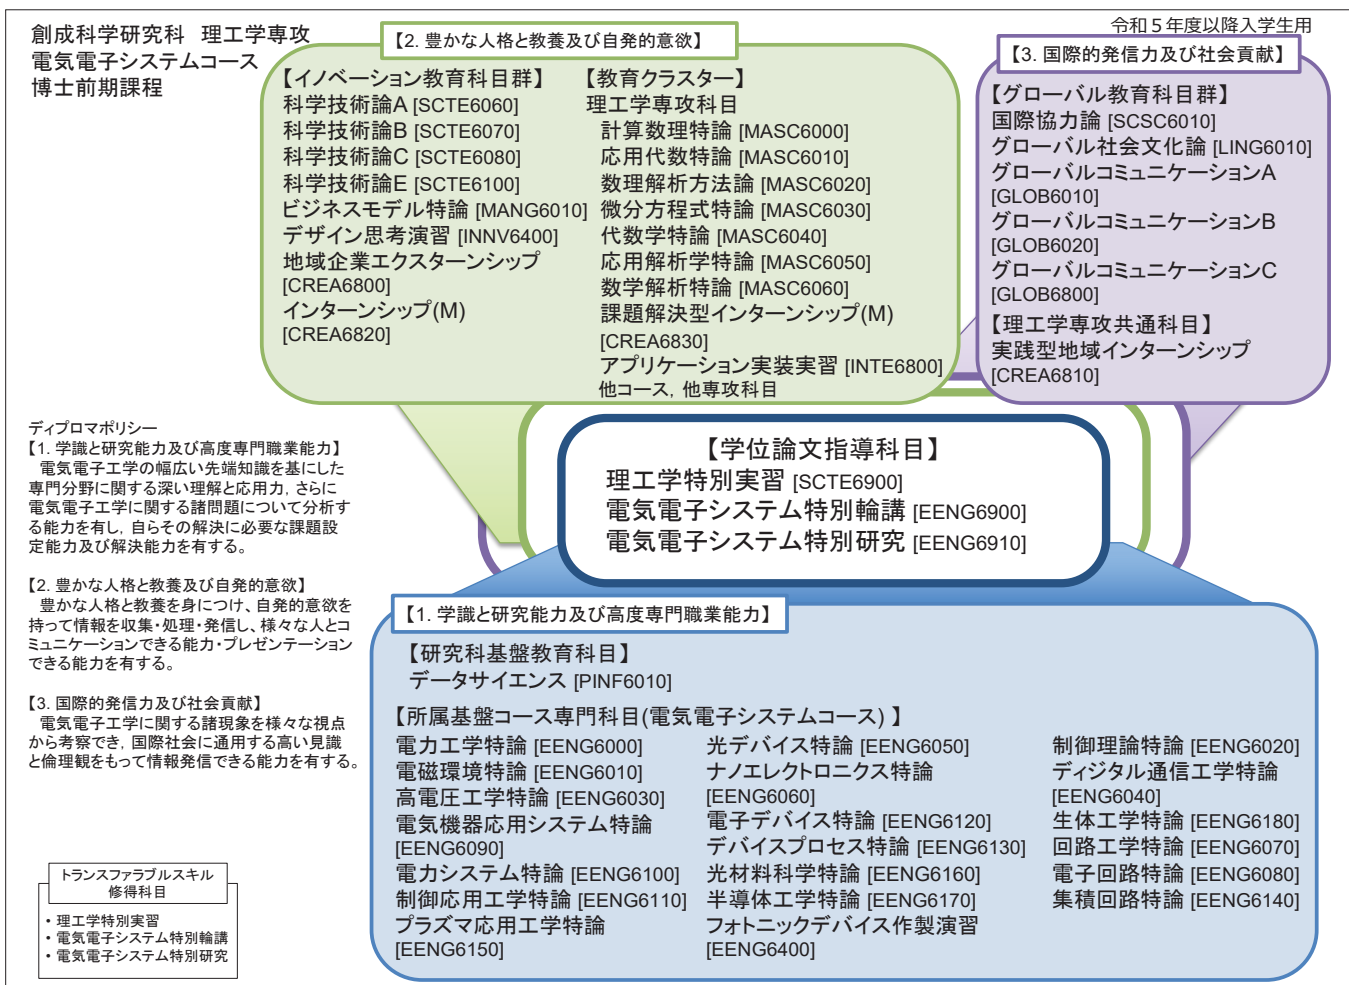 創成科学研究科 理工学専攻
電気電子システムコース
博士前期課程
令和５年度以降入学生用
【2. 豊かな人格と教養及び自発的意欲】
【イノベーション教育科目群】
科学技術論A [SCTE6060]
科学技術論B [SCTE6070]
科学技術論C [SCTE6080]
科学技術論E [SCTE6100]
ビジネスモデル特論 [MANG6010]
デザイン思考演習 [INNV6400]
地域企業エクスターンシップ
[CREA6800]
インターンシップ(M)
[CREA6820]
【教育クラスター】
理工学専攻科目
計算数理特論 [MASC6000]
応用代数特論 [MASC6010]
数理解析方法論 [MASC6020]
微分方程式特論 [MASC6030]
代数学特論 [MASC6040]
応用解析学特論 [MASC6050]
数学解析特論 [MASC6060]
課題解決型インターンシップ(M)
[CREA6830]
アプリケーション実装実習 [INTE6800]
他コース, 他専攻科目
【3. 国際的発信力及び社会貢献】
【グローバル教育科目群】
国際協力論 [SCSC6010]
グローバル社会文化論 [LING6010]
グローバルコミュニケーションA
[GLOB6010]
グローバルコミュニケーションB
[GLOB6020]
グローバルコミュニケーションC
[GLOB6800]
【理工学専攻共通科目】
実践型地域インターンシップ
[CREA6810]
ディプロマポリシー
【1. 学識と研究能力及び高度専門職業能力】
電気電子工学の幅広い先端知識を基にした
専門分野に関する深い理解と応用力, さらに
電気電子工学に関する諸問題について分析す
る能力を有し, 自らその解決に必要な課題設
定能力及び解決能力を有する。
【2. 豊かな人格と教養及び自発的意欲】
豊かな人格と教養を身につけ、自発的意欲を
持って情報を収集・処理・発信し、様々な人とコ
ミュニケーションできる能力・プレゼンテーション
できる能力を有する。
【3. 国際的発信力及び社会貢献】
電気電子工学に関する諸現象を様々な視点
から考察でき, 国際社会に通用する高い見識
と倫理観をもって情報発信できる能力を有する。
【学位論文指導科目】
理工学特別実習 [SCTE6900]
電気電子システム特別輪講 [EENG6900]
電気電子システム特別研究 [EENG6910]
【1. 学識と研究能力及び高度専門職業能力】
【研究科基盤教育科目】
データサイエンス [PINF6010]
【所属基盤コース専門科目(電気電子システムコース) 】
電力工学特論 [EENG6000]
電磁環境特論 [EENG6010]
高電圧工学特論 [EENG6030]
電気機器応用システム特論
[EENG6090]
電力システム特論 [EENG6100]
制御応用工学特論 [EENG6110]
プラズマ応用工学特論
[EENG6150]
光デバイス特論 [EENG6050]
ナノエレクトロニクス特論
[EENG6060]
電子デバイス特論 [EENG6120]
デバイスプロセス特論 [EENG6130]
光材料科学特論 [EENG6160]
半導体工学特論 [EENG6170]
フォトニックデバイス作製演習
[EENG6400]
制御理論特論 [EENG6020]
ディジタル通信工学特論
[EENG6040]
生体工学特論 [EENG6180]
回路工学特論 [EENG6070]
電子回路特論 [EENG6080]
集積回路特論 [EENG6140]
トランスファラブルスキル
修得科目
• 理工学特別実習
• 電気電子システム特別輪講
• 電気電子システム特別研究